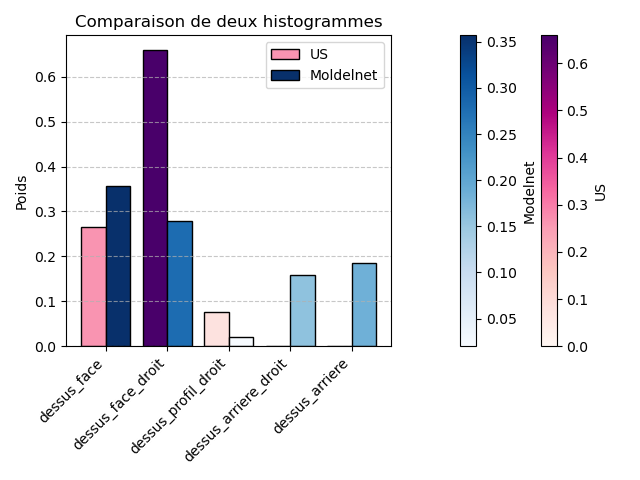 Comparaison de deux histogrammes
US
Moldelnet
Poids
0.6
0.5
0.4
0.3
0.2
0.1
0.0
dessus_face
dessus_face_droit
dessus_profil_droit
dessus_arriere_droit
dessus_arriere
0.35
0.30
0.25
0.20
0.15
0.10
0.05
Modelnet
0.6
0.5
0.4
0.3
0.2
0.1
0.0
US